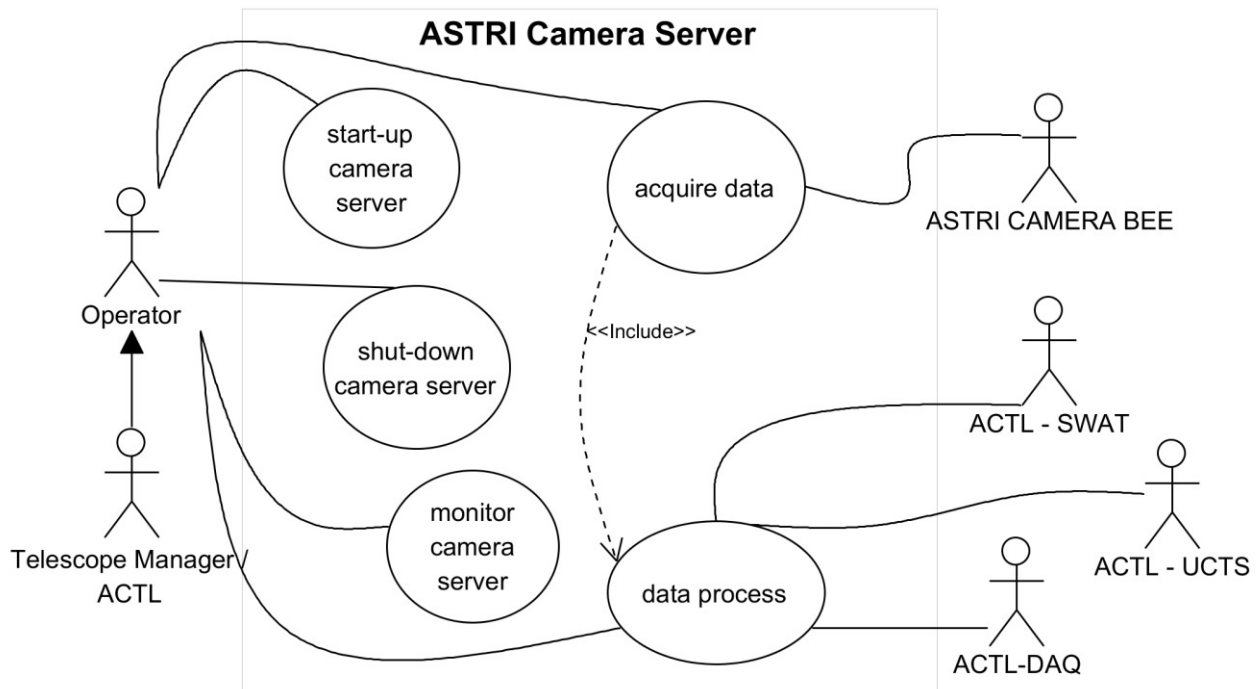 ASTRI Camera Server
start-up
camera
server
acquire data
ASTRI CAMERA BEE
Operator
shut-down
camera server
<<Include>>
ACTL - SWAT
Telescope Manager /
ACTL
monitor
camera
server
data process
ACTL - UCTS
ACTL-DAQ